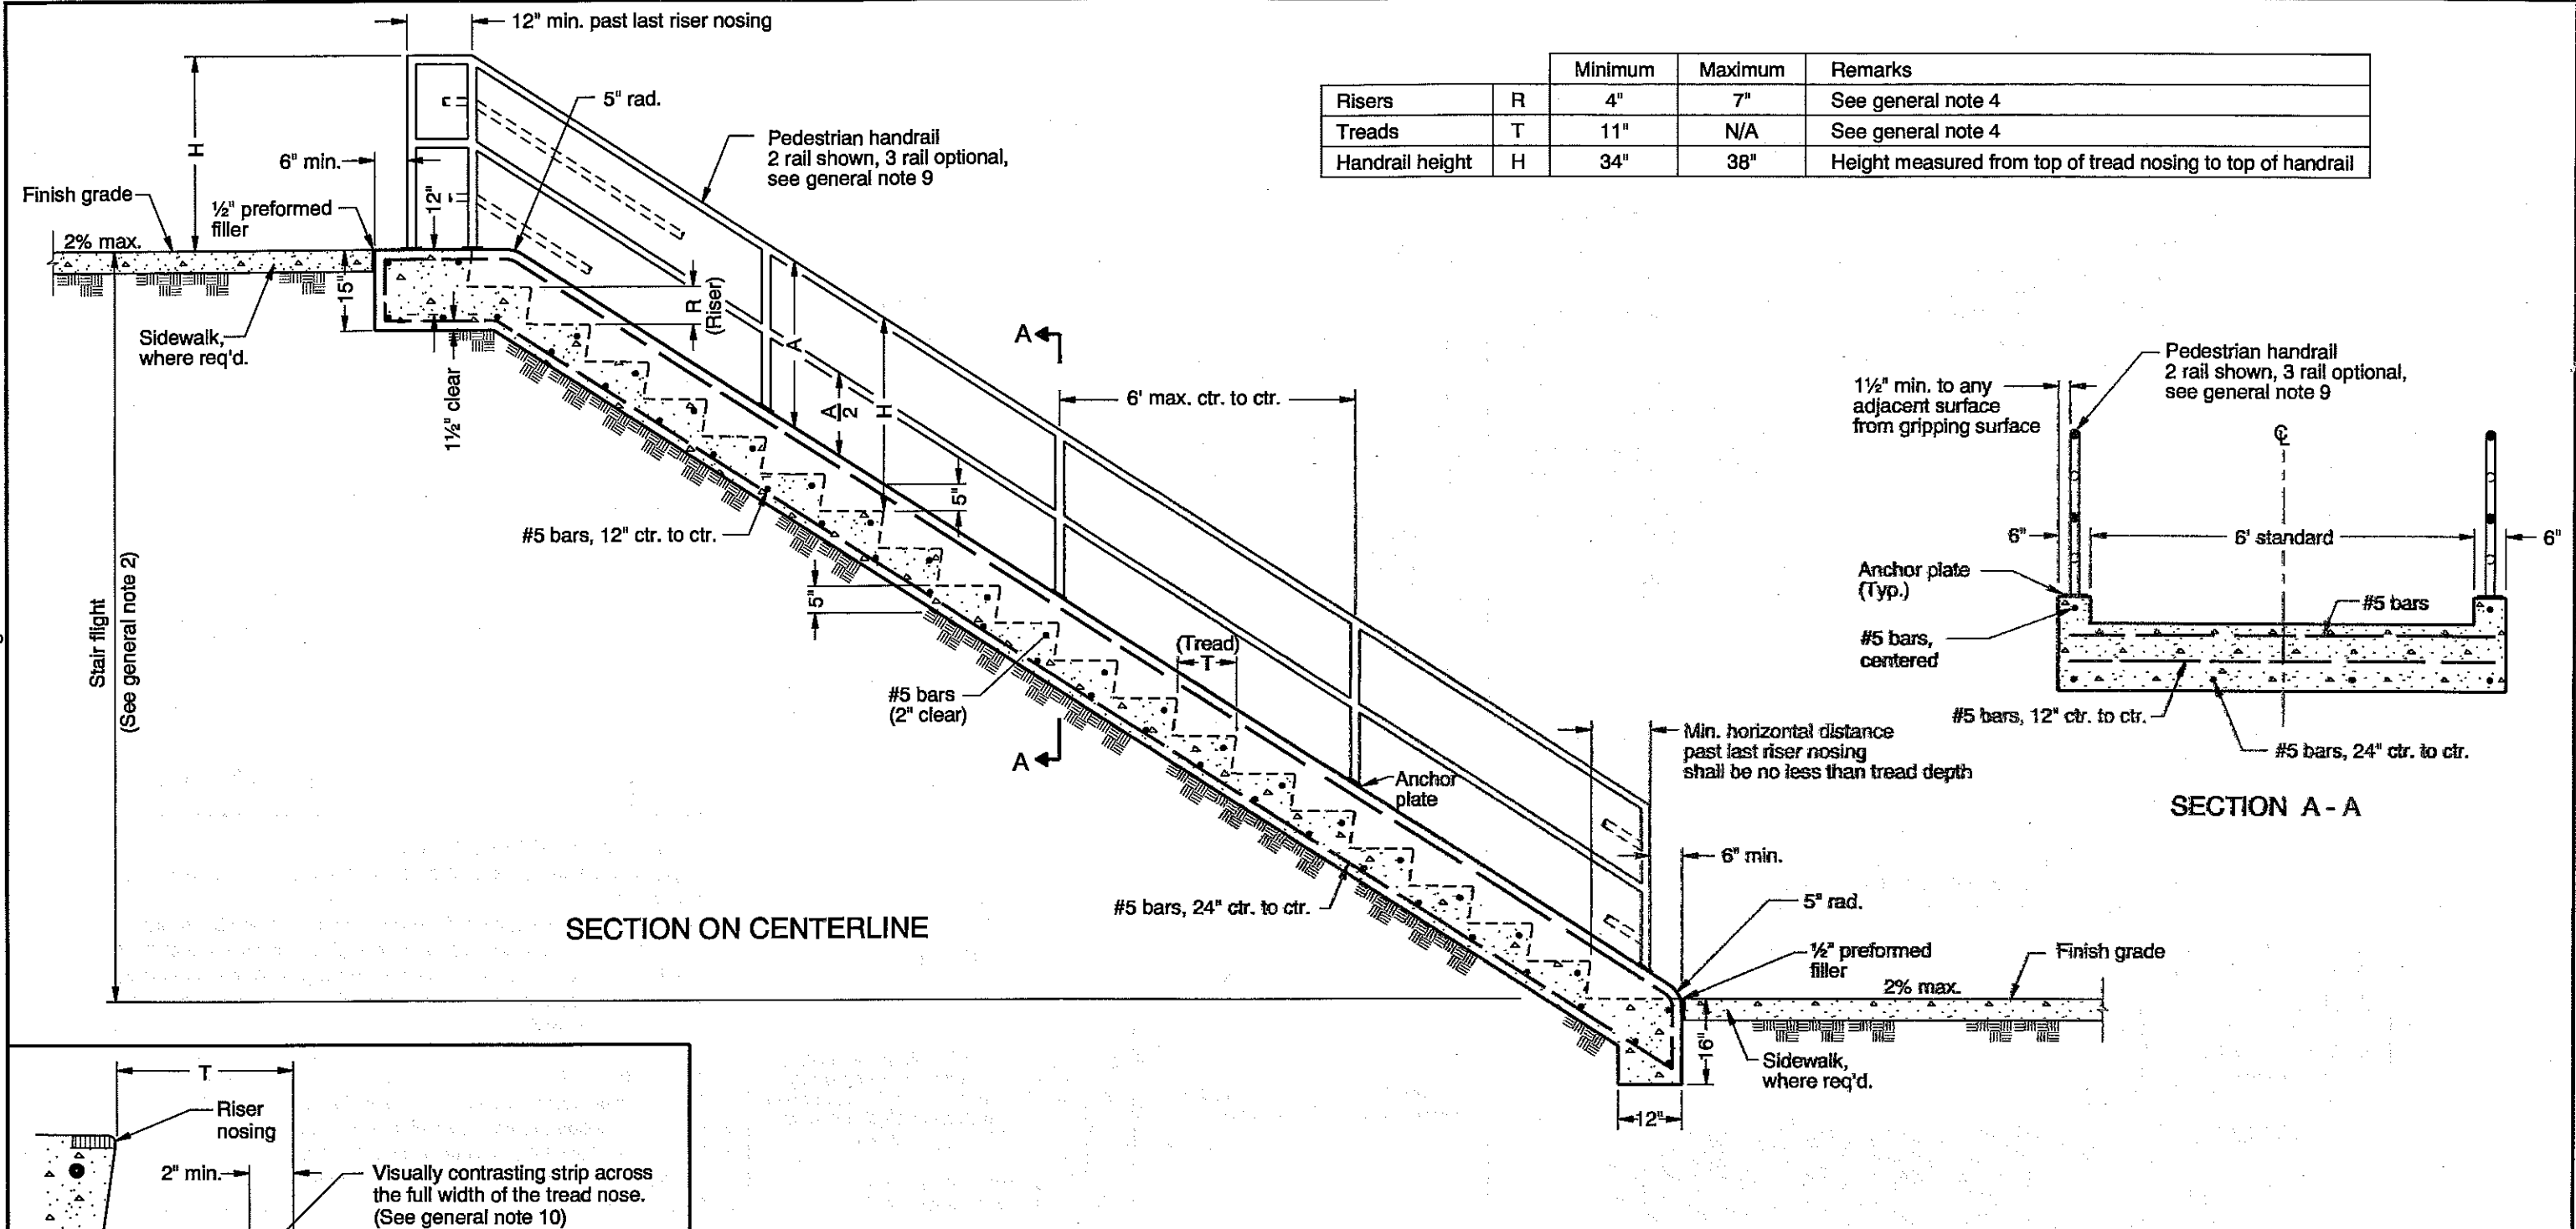 12" min. past last riser nosing
H
5" rad.
Pedestrian handrail
2 rail shown, 3 rail optional,
see general note 9
6" min.
12"
Finish grade
½" preformed
filler
2% max.
15"
Sidewalk,
where req'd.
1½" clear
R
(Riser)
A
A
2
H
A
6' max. ctr. to ctr.
5"
#5 bars, 12" ctr. to ctr.
5"
Stair flight
(See general note 2)
(Tread)
T
#5 bars
(2" clear)
A
Anchor
plate
Min. horizontal distance
past last riser nosing
shall be no less than tread depth
6" min.
#5 bars, 24" ctr. to ctr.
5" rad.
½" preformed
filler
Finish grade
2% max.
16"
Sidewalk,
where req'd.
12"
SECTION ON CENTERLINE
Minimum Maximum Remarks
Risers R 4" 7" See general note 4
Treads T 11" N/A See general note 4
Handrail height H 34" 38" Height measured from top of tread nosing to top of handrail
1½" min. to any
adjacent surface
from gripping surface
Pedestrian handrail
2 rail shown, 3 rail optional,
see general note 9
℄
6" 6' standard 6"
Anchor plate
(Typ.)
#5 bars
#5 bars,
centered
#5 bars, 12" ctr. to ctr.
#5 bars, 24" ctr. to ctr.
SECTION A - A
T
Riser
nosing
2" min.
Visually contrasting strip across
the full width of the tread nose.
(See general note 10)